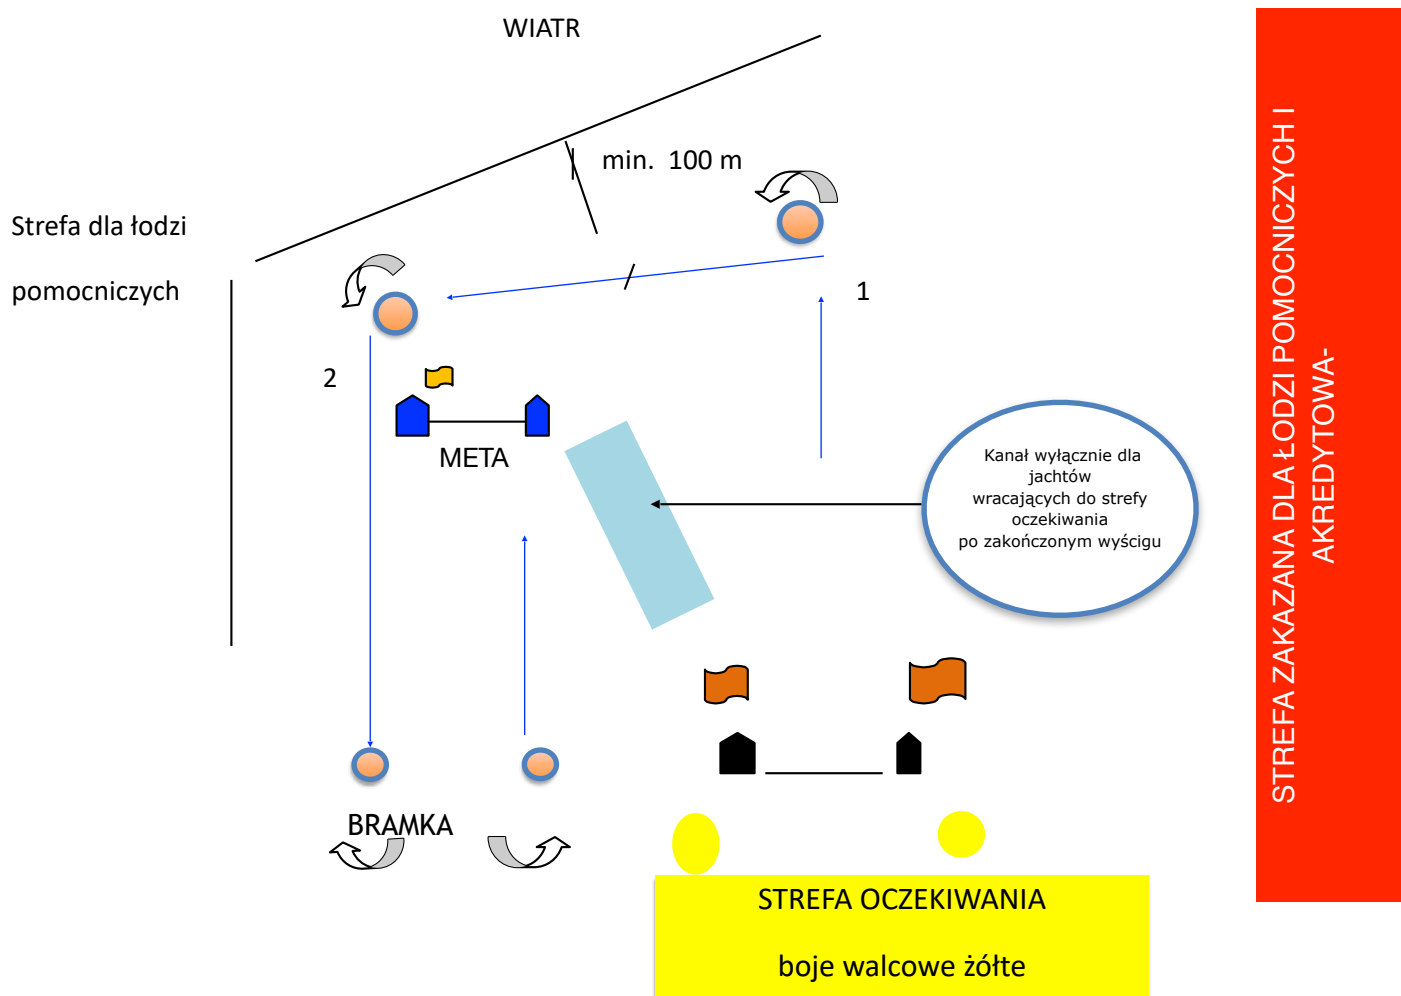 WIATR
min. 100 m
Strefa dla łodzi
pomocniczych
1
2
META
Kanał wyłącznie dla
jachtów
wracających do strefy
oczekiwania
po zakończonym wyścigu
BRAMKA
STREFA OCZEKIWANIA
boje walcowe żółte
STREFA ZAKAZANA DLA ŁODZI POMOCNICZYCH I
AKREDYTOWA-